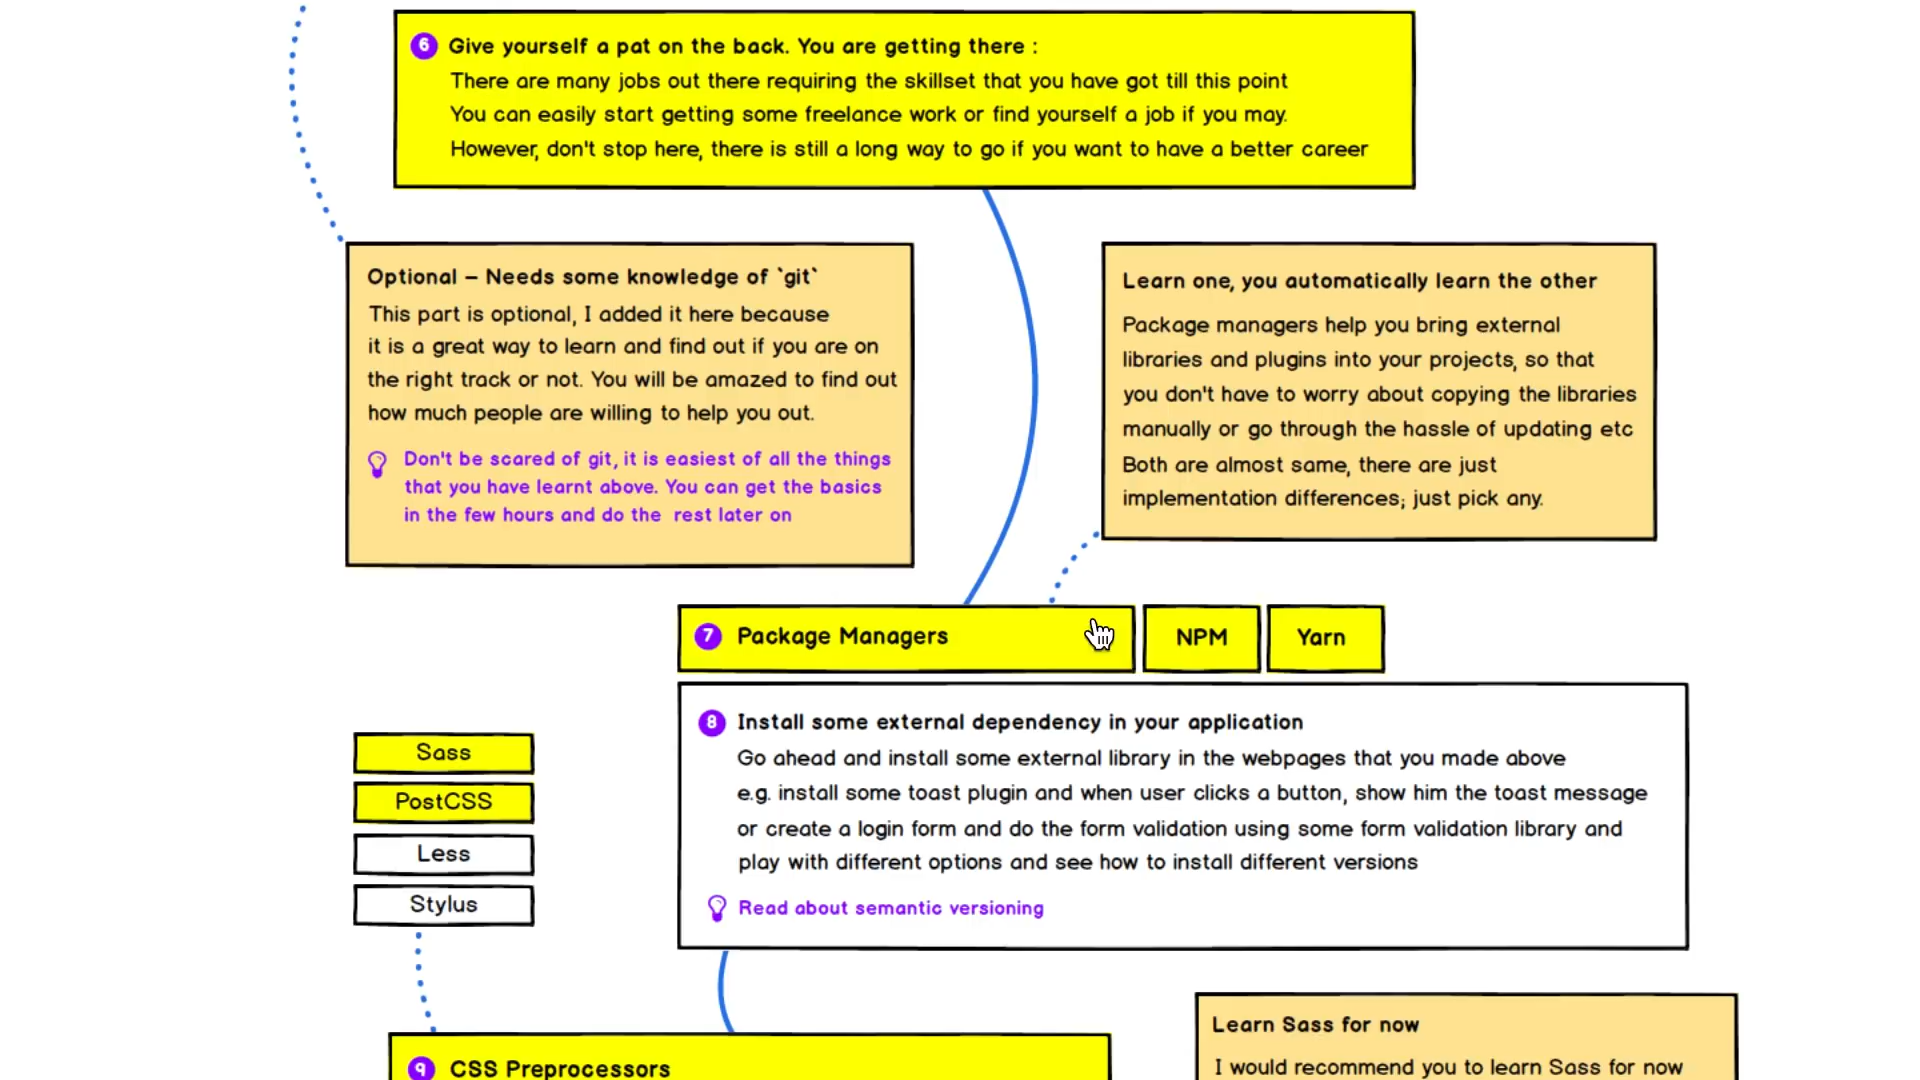 6 Give yourself a pat on the back. You are getting there :
There are many jobs out there requiring the skillset that you have got till this point
You can easily start getting some freelance work or find yourself a job if you may.
However, don't stop here, there is still a long way to go if you want to have a better career
Optional – Needs some knowledge of `git`
This part is optional, I added it here because
it is a great way to learn and find out if you are on
the right track or not. You will be amazed to find out
how much people are willing to help you out.
Don't be scared of git, it is easiest of all the things
that you have learnt above. You can get the basics
in the few hours and do the rest later on
Learn one, you automatically learn the other
Package managers help you bring external
libraries and plugins into your projects, so that
you don't have to worry about copying the libraries
manually or go through the hassle of updating etc
Both are almost same, there are just
implementation differences; just pick any.
7 Package Managers
NPM
Yarn
8 Install some external dependency in your application
Go ahead and install some external library in the webpages that you made above
e.g. install some toast plugin and when user clicks a button, show him the toast message
or create a login form and do the form validation using some form validation library and
play with different options and see how to install different versions
Read about semantic versioning
Sass
PostCSS
Less
Stylus
9 CSS Preprocessors
Learn Sass for now
I would recommend you to learn Sass for now